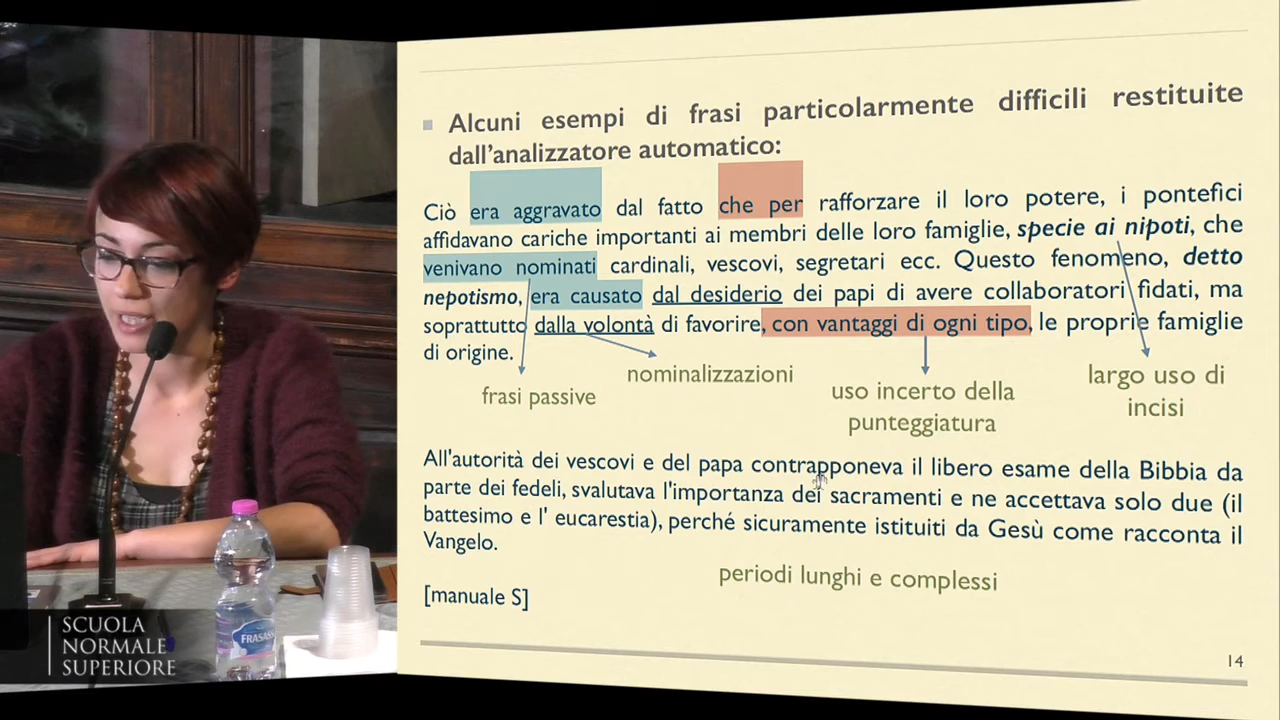 Alcuni esempi di frasi particolarmente difficili restituite
dall'analizzatore automatico:
Ciò era aggravato dal fatto che per rafforzare il loro potere, i pontefici
affidavano cariche importanti ai membri delle loro famiglie, specie ai nipoti, che
venivano nominati cardinali, vescovi, segretari ecc. Questo fenomeno, detto
nepotismo, era causato dal desiderio dei papi di avere collaboratori fidati, ma
soprattutto dalla volontà di favorire, con vantaggi di ogni tipo, le proprie famiglie
di origine.
frasi passive
nominalizzazioni
uso incerto della
punteggiatura
largo uso di
incisi
All'autorità dei vescovi e del papa contrapponeva il libero esame della Bibbia da
parte dei fedeli, svalutava l'importanza dei sacramenti e ne accettava solo due (il
battesimo e l' eucarestia), perché sicuramente istituiti da Gesù come racconta il
Vangelo.
periodi lunghi e complessi
[manuale S]
14
SCUOLA
NORMALE
SUPERIORE